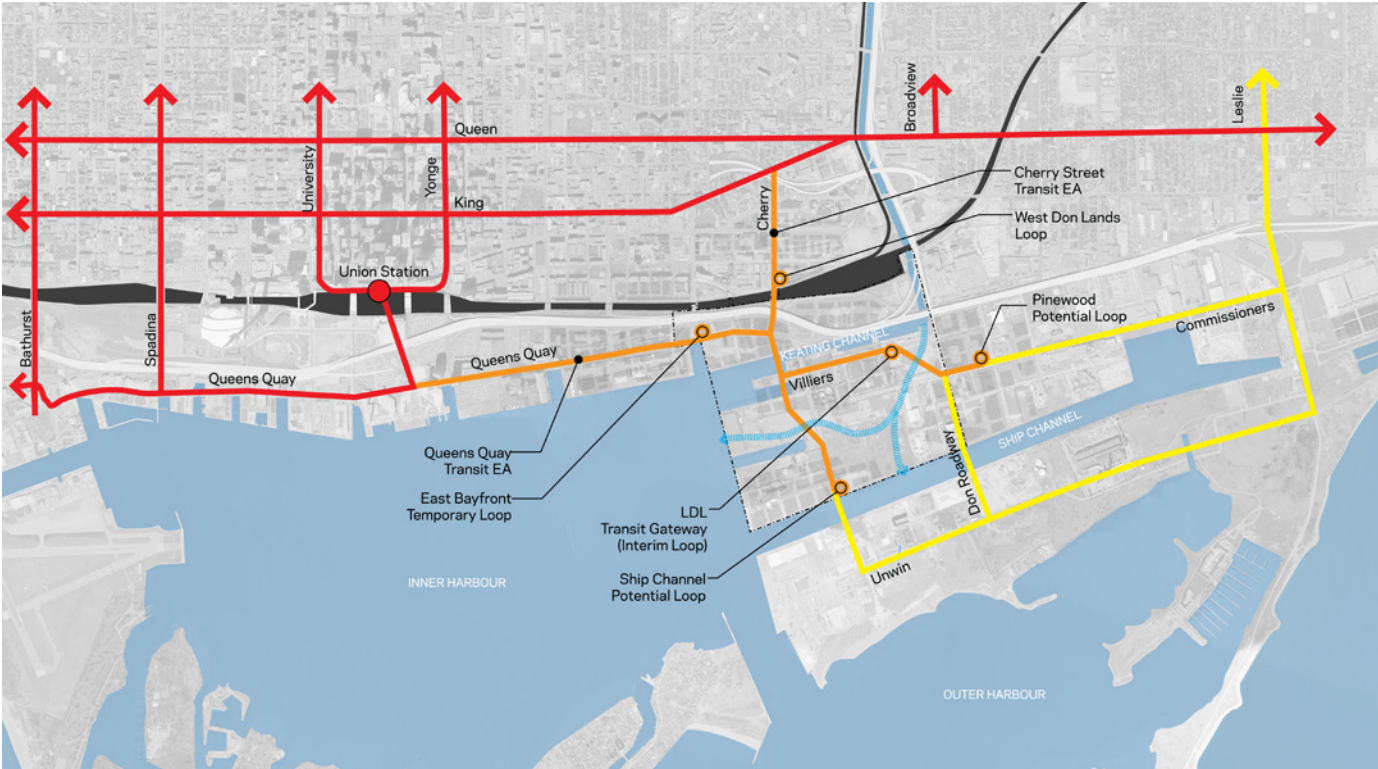 Broadview
Leslie
Queen
University
Yonge
King
Cherry
Cherry Street
Transit EA
West Don Lands
Loop
Union Station
Pinewood
Potential Loop
Bathurst
Spadina
Commissioners
KEATING CHANNEL
Queens Quay
Queens Quay
Villiers
SHIP CHANNEL
Don Roadway
Queens Quay
Transit EA
East Bayfront
Temporary Loop
LDL
Transit Gateway
(Interim Loop)
Ship Channel
Potential Loop
Unwin
INNER HARBOUR
OUTER HARBOUR